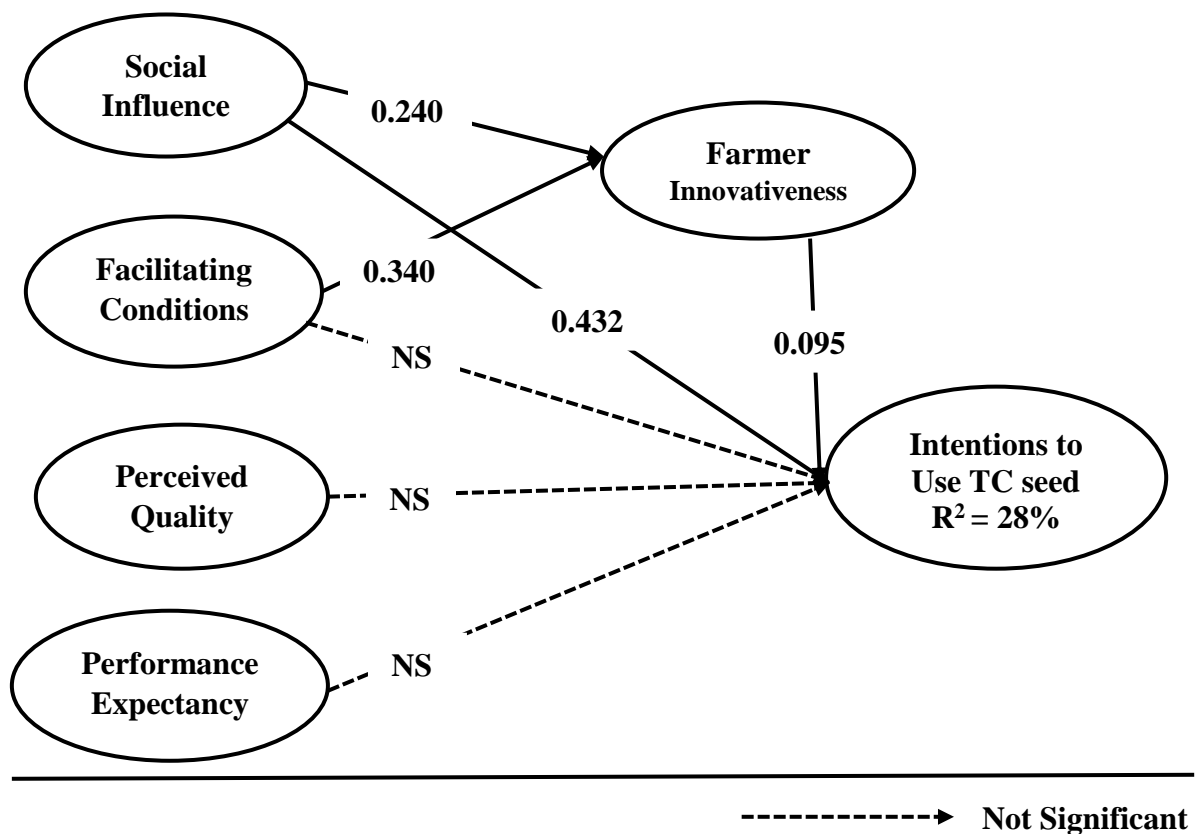 Social
Influence
0.240
Farmer
Innovativeness
Facilitating
Conditions
0.340
0.432
NS
0.095
Perceived
Quality
NS
Intentions to
Use TC seed
R² = 28%
Performance
Expectancy
NS
Not Significant